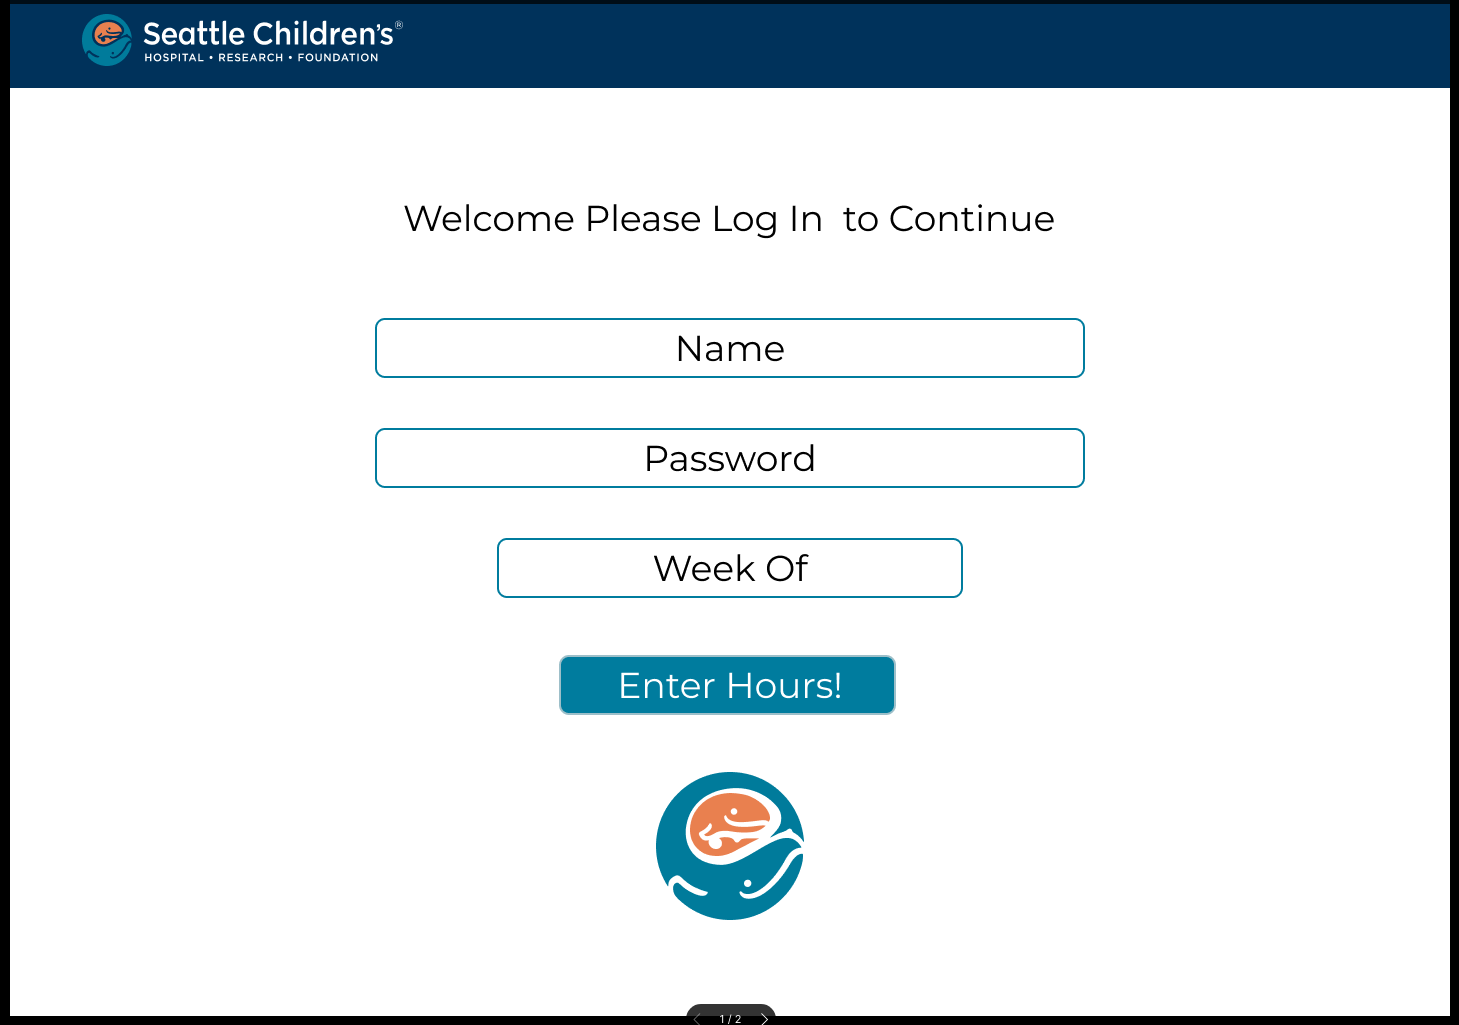 Seattle Children's®
HOSPITAL • RESEARCH • FOUNDATION
Welcome Please Log In  to Continue
Name
Password
Week Of
Enter Hours!
1 / 2